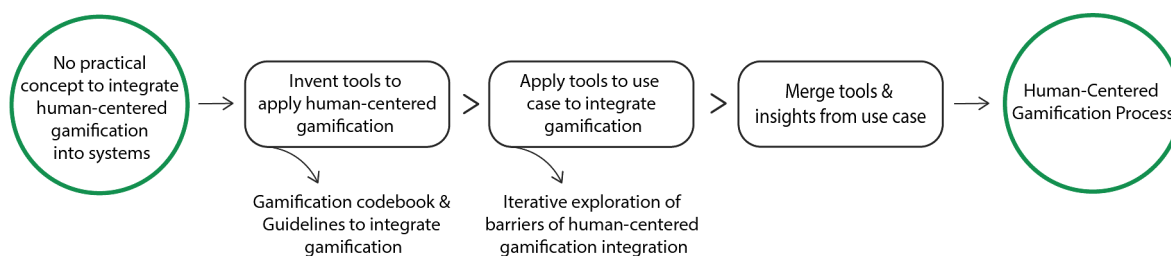 No practical
concept to integrate
human-centered
gamification
into systems
Invent tools to
apply human-centered
gamification
>
Apply tools to use
case to integrate
gamification
>
Merge tools &
insights from use case
Human-Centered
Gamification Process
Gamification codebook &
Guidelines to integrate
gamification
Iterative exploration of
barriers of human-centered
gamification integration